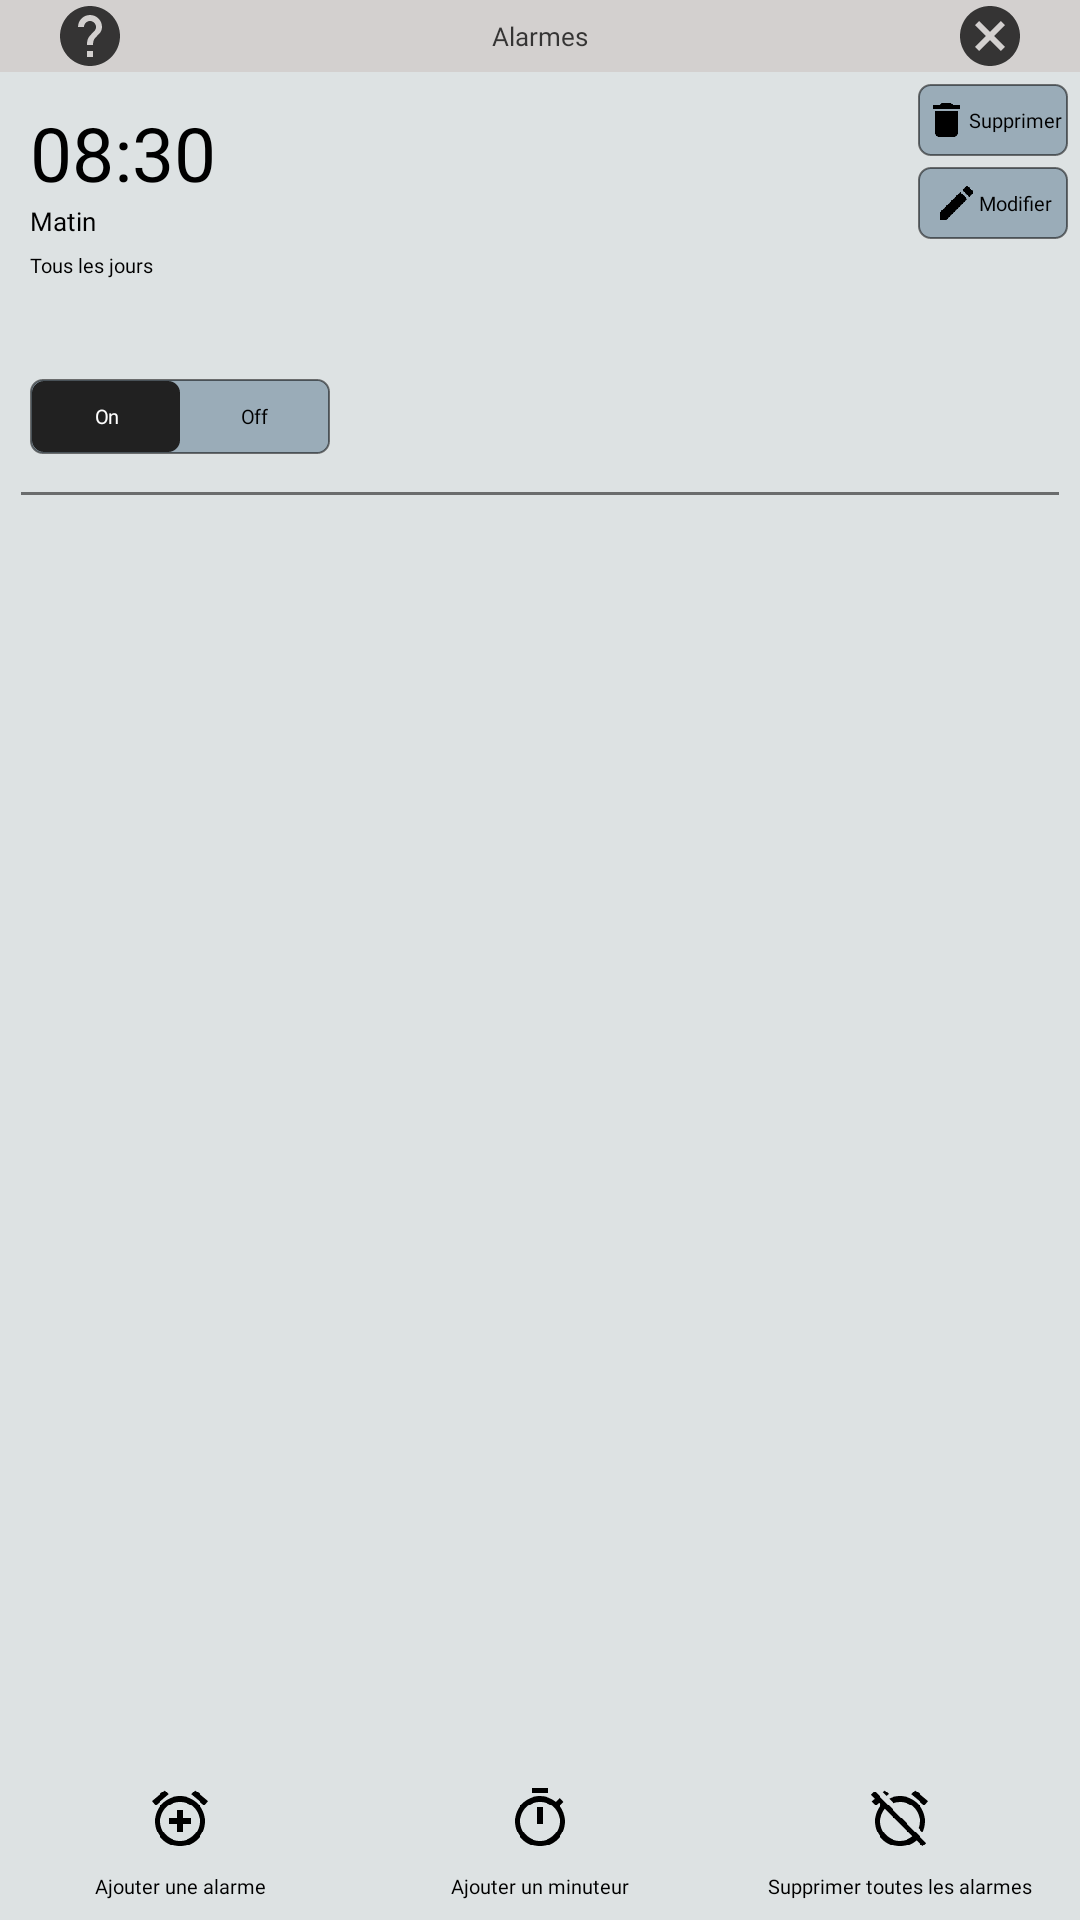 Alarmes
08:30
Supprimer
Matin
Modifier
Tous les jours
On
Off
Ajouter une alarme
Ajouter un minuteur
Supprimer toutes les alarmes